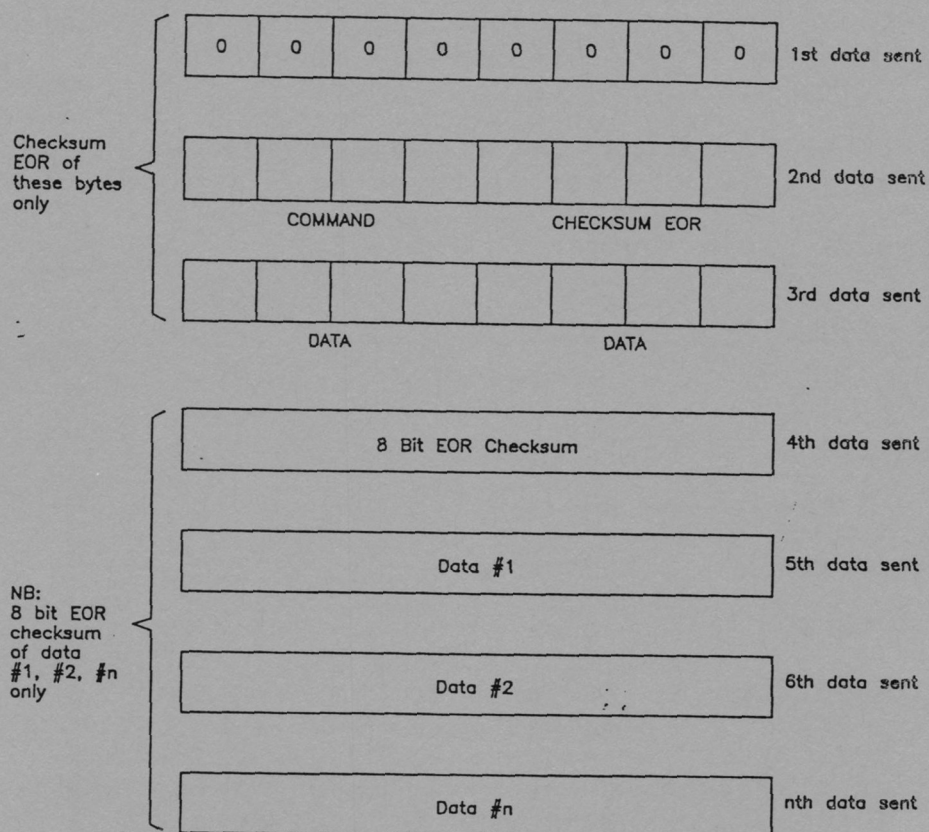 0 0 0 0 0 0 0 0
1st data sent
Checksum
EOR of
these bytes
only
2nd data sent
COMMAND CHECKSUM EOR
3rd data sent
DATA DATA
8 Bit EOR Checksum
4th data sent
Data #1
5th data sent
NB:
8 bit EOR
checksum
of data
#1, #2, #n
only
Data #2
6th data sent
Data #n
nth data sent